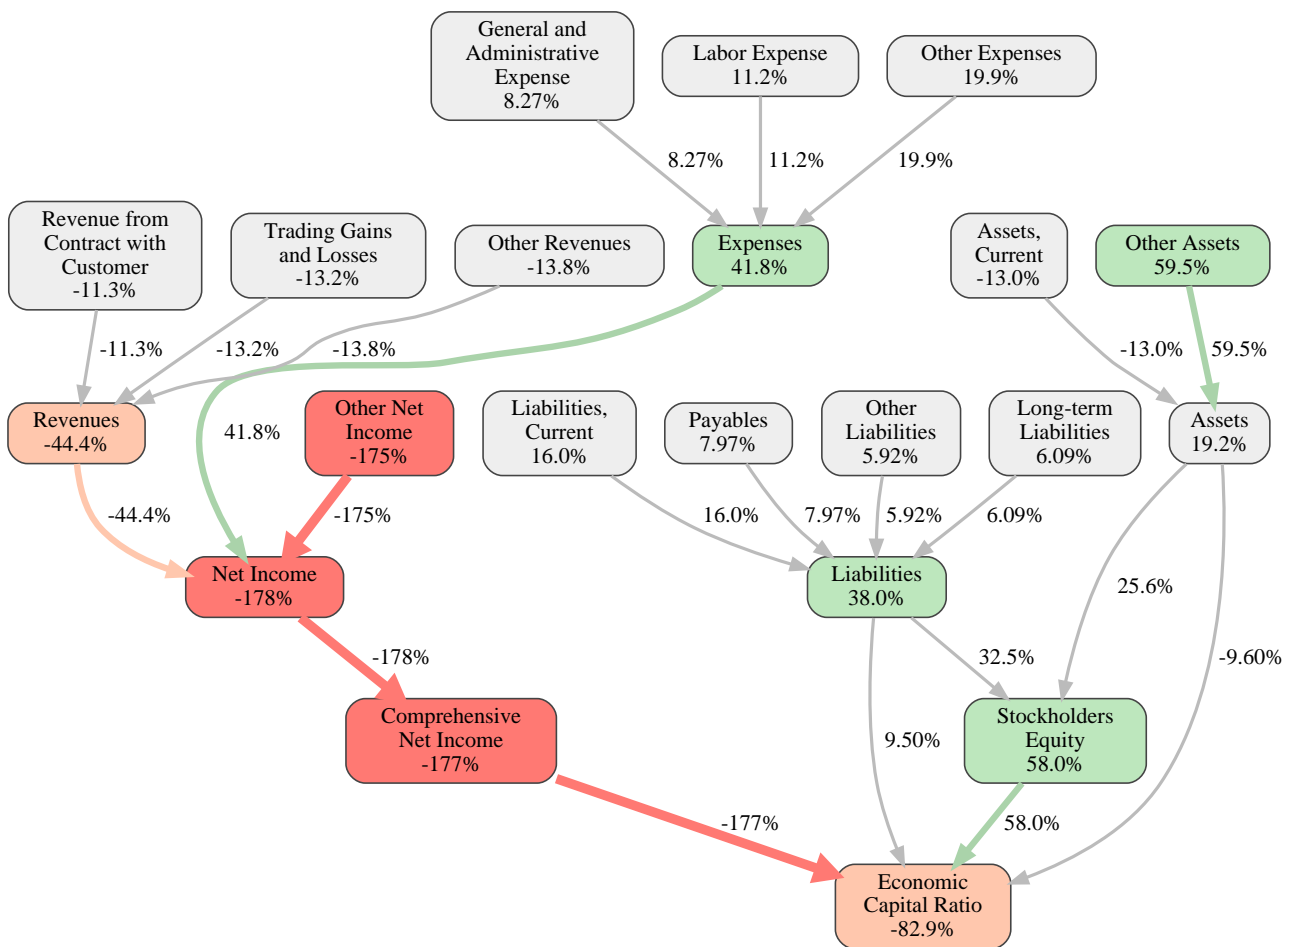 General and
Administrative
Expense
8.27%
Labor Expense
11.2%
Other Expenses
19.9%
8.27%
11.2%
19.9%
Revenue from
Contract with
Customer
-11.3%
Trading Gains
and Losses
-13.2%
Other Revenues
-13.8%
Expenses
41.8%
Assets,
Current
-13.0%
Other Assets
59.5%
-11.3%
-13.2%
-13.8%
-13.0%
59.5%
Revenues
-44.4%
41.8%
Other Net
Income
-175%
Liabilities,
Current
16.0%
Payables
7.97%
Other
Liabilities
5.92%
Long-term
Liabilities
6.09%
Assets
19.2%
-44.4%
-175%
16.0%
7.97%
5.92%
6.09%
Net Income
-178%
Liabilities
38.0%
25.6%
-178%
32.5%
-9.60%
Comprehensive
Net Income
-177%
9.50%
Stockholders
Equity
58.0%
-177%
58.0%
Economic
Capital Ratio
-82.9%